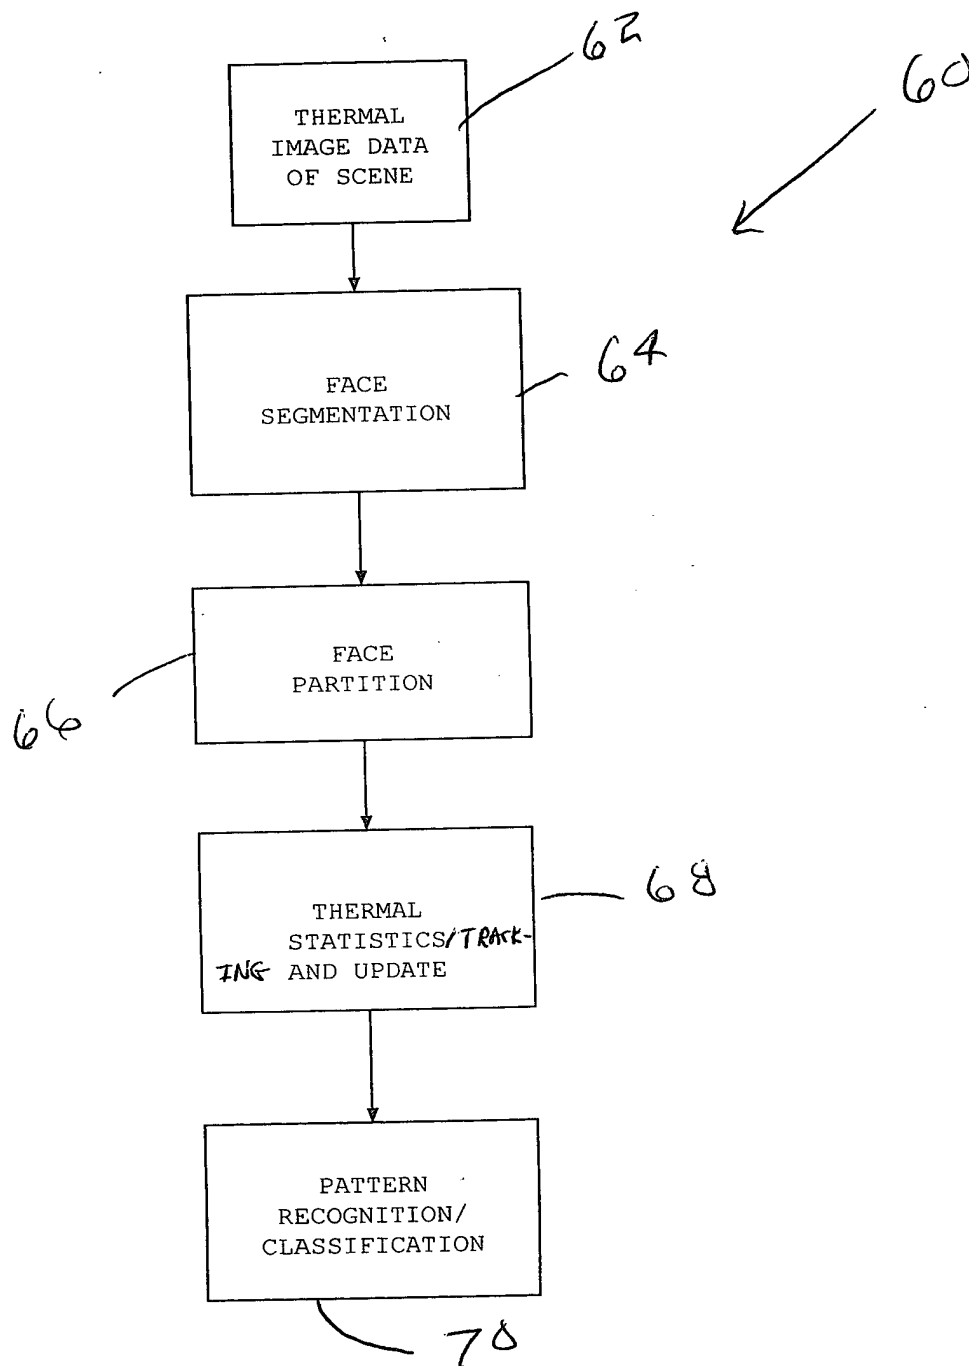 62
60
THERMAL
IMAGE DATA
OF SCENE
64
FACE
SEGMENTATION
66
FACE
PARTITION
68
THERMAL
STATISTICS/TRACK-
ING AND UPDATE
PATTERN
RECOGNITION/
CLASSIFICATION
70